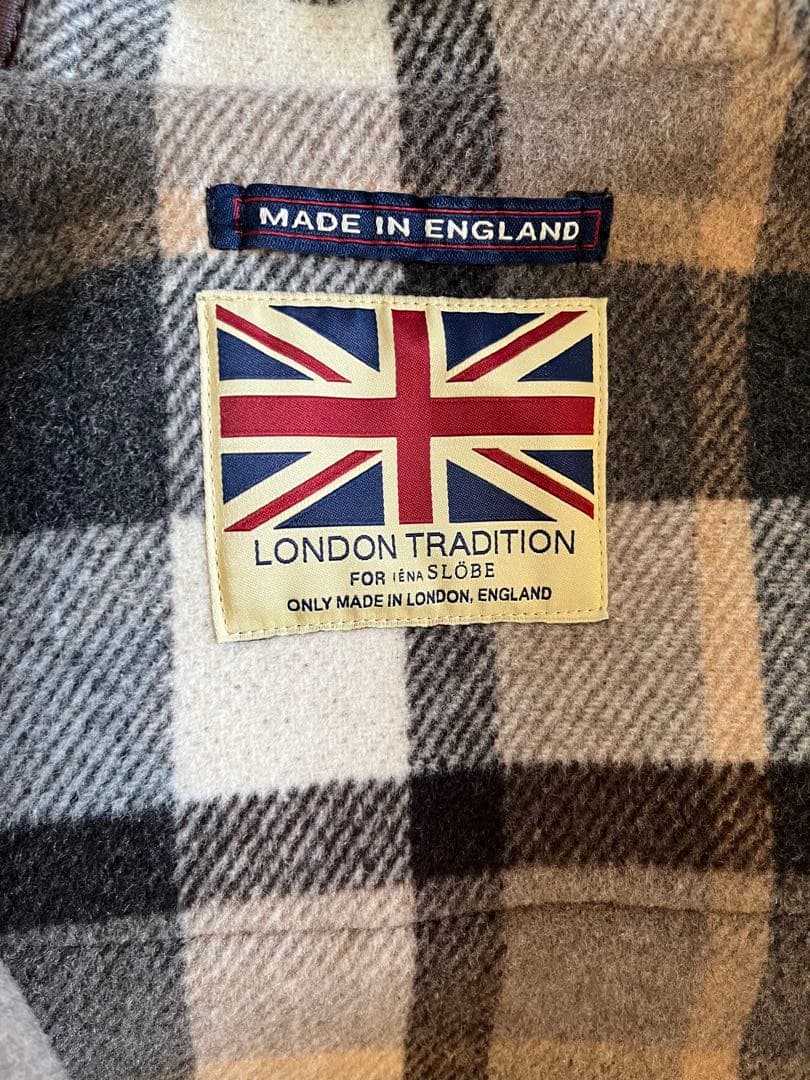 MADE IN ENGLAND
LONDON TRADITION
FOR IÉNA SLÖBE
ONLY MADE IN LONDON, ENGLAND